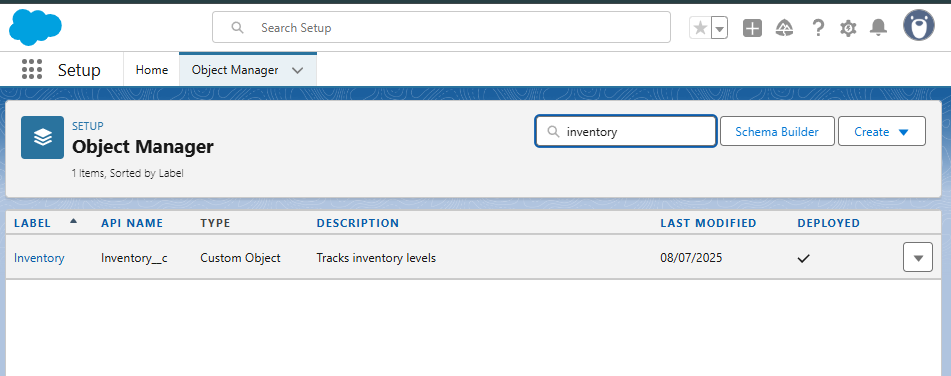 Search Setup
Setup Home Object Manager
SETUP
Object Manager
1 Items, Sorted by Label
inventory Schema Builder Create
LABEL API NAME TYPE DESCRIPTION LAST MODIFIED DEPLOYED
Inventory Inventory__c Custom Object Tracks inventory levels 08/07/2025